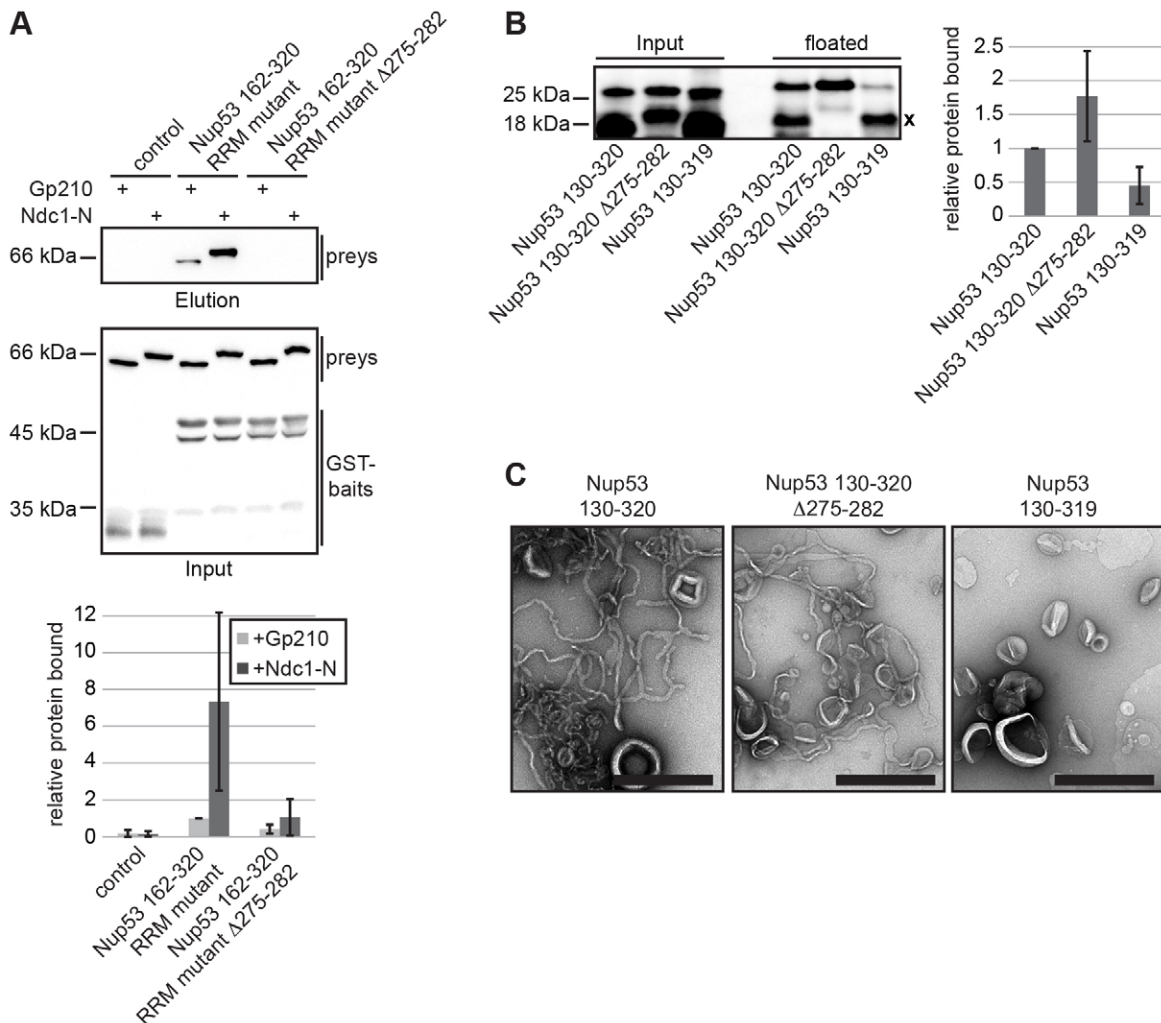 A
control
Nup53 162-320
RRM mutant
Nup53 162-320
RRM mutant Δ275-282
Gp210 + + +
Ndc1-N + + +
66 kDa
preys
Elution
66 kDa
preys
45 kDa
GST-
baits
35 kDa
Input
12
10
8
6
4
2
0
relative protein bound
+Gp210
+Ndc1-N
control
Nup53 162-320
RRM mutant
Nup53 162-320
RRM mutant Δ275-282
B
Input floated
25 kDa
18 kDa
x
Nup53 130-320
Nup53 130-320 Δ275-282
Nup53 130-319
Nup53 130-320
Nup53 130-320 Δ275-282
Nup53 130-319
2.5
2
1.5
1
0.5
0
relative protein bound
Nup53 130-320
Nup53 130-320 Δ275-282
Nup53 130-319
C
Nup53
130-320
Nup53 130-320
Δ275-282
Nup53
130-319